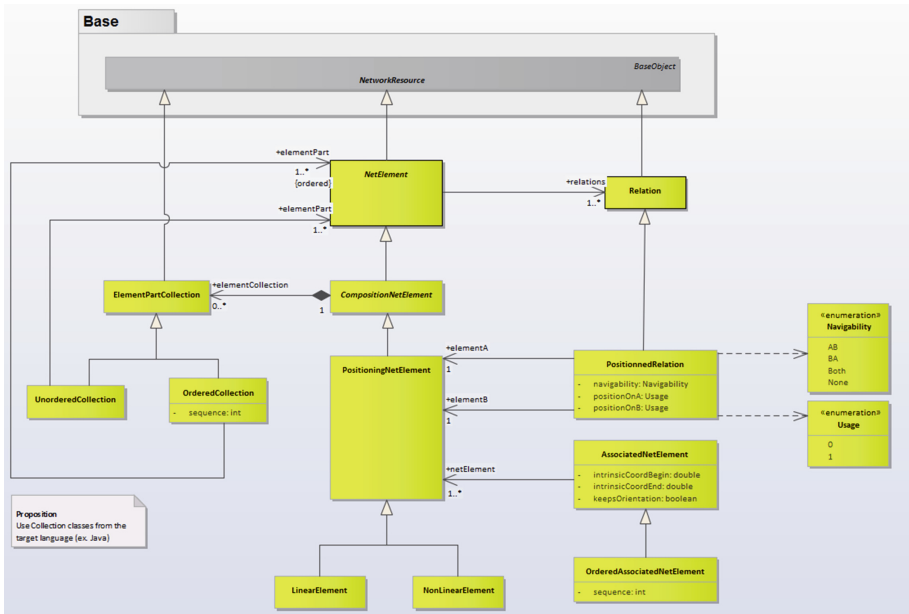 Base
BaseObject
NetworkResource
+elementPart
1..*
{ordered}
NetElement
+elementPart
1..*
+relations
1..*
Relation
+elementCollection
0..*
ElementPartCollection
1
CompositionNetElement
«enumeration»
Navigability
AB
BA
Both
None
+elementA
1
PositioningNetElement
PositionnedRelation
- navigability: Navigability
- positionOnA: Usage
- positionOnB: Usage
+elementB
1
UnorderedCollection
OrderedCollection
- sequence: int
«enumeration»
Usage
0
1
+netElement
1..*
AssociatedNetElement
- intrinsicCoordBegin: double
- intrinsicCoordEnd: double
- keepsOrientation: boolean
Proposition
Use Collection classes from the
target language (ex. Java)
LinearElement
NonLinearElement
OrderedAssociatedNetElement
- sequence: int